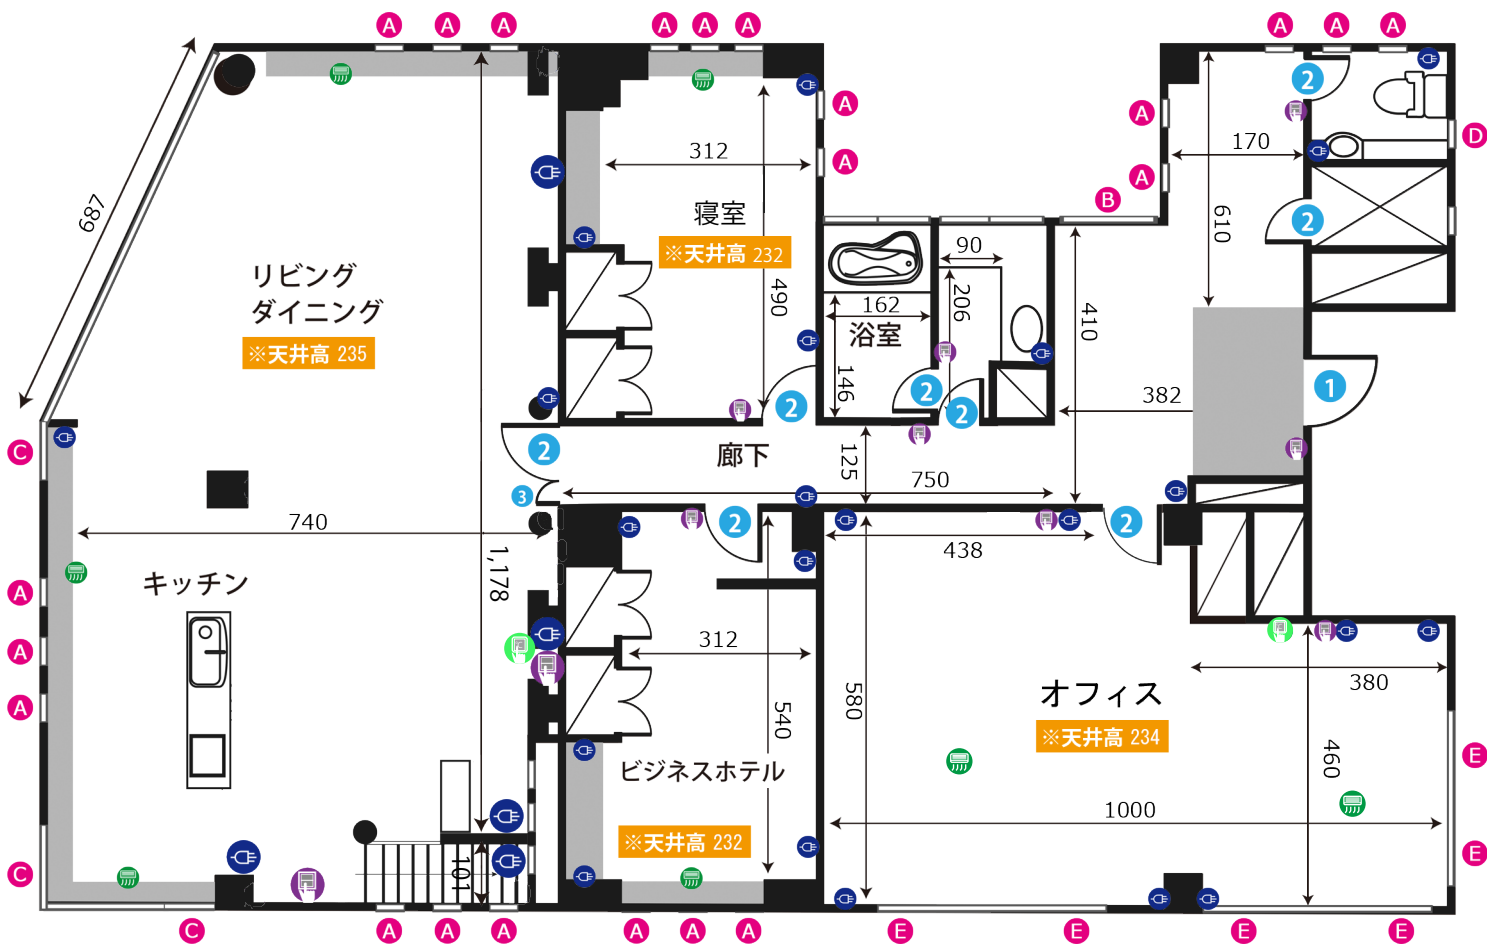 A A A A A A A A A
687
A
A
312
寝室
※天井高 232
490
リビング
ダイニング
※天井高 235
2
170
A
A
D
B
2
610
90
206
162
浴室
146
410
382
1
2
2
2
C
2
3
廊下
125
750
740
2
2
438
1,178
キッチン
A
A
A
312
540
580
オフィス
※天井高 234
380
460
1000
E
E
ビジネスホテル
※天井高 232
101
C
C A A A A A A E E E E